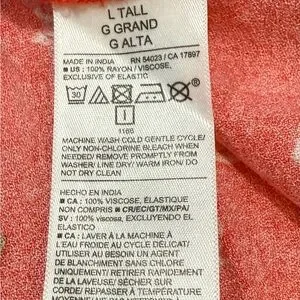 L TALL
G GRAND
G ALTA
MADE IN INDIA RN 54023 / CA 17897
■ US : 100% RAYON / VISCOSE,
EXCLUSIVE OF ELASTIC
30
I
1166
MACHINE WASH COLD GENTLE CYCLE/
ONLY NON-CHLORINE BLEACH WHEN
NEEDED/ REMOVE PROMPTLY FROM
WASHER/ LINE DRY/ WARM IRON/ DO
NOT DRY CLEAN
HECHO EN INDIA
■ CA : 100% VISCOSE, ÉLASTIQUE
NON COMPRIS ■ CR/EC/GT/MX/PA/
SV : 100% viscosa, EXCLUYENDO EL
ELASTICO
■ CA : LAVER À LA MACHINE À
L'EAU FROIDE AU CYCLE DÉLICAT/
UTILISER AU BESOIN UN AGENT
DE BLANCHIMENT SANS CHLORE
UNIQUEMENT/ RETIRER RAPIDEMENT
DE LA LAVEUSE/ SÉCHER SUR
CORDE/ REPASSER À TEMPÉRATURE